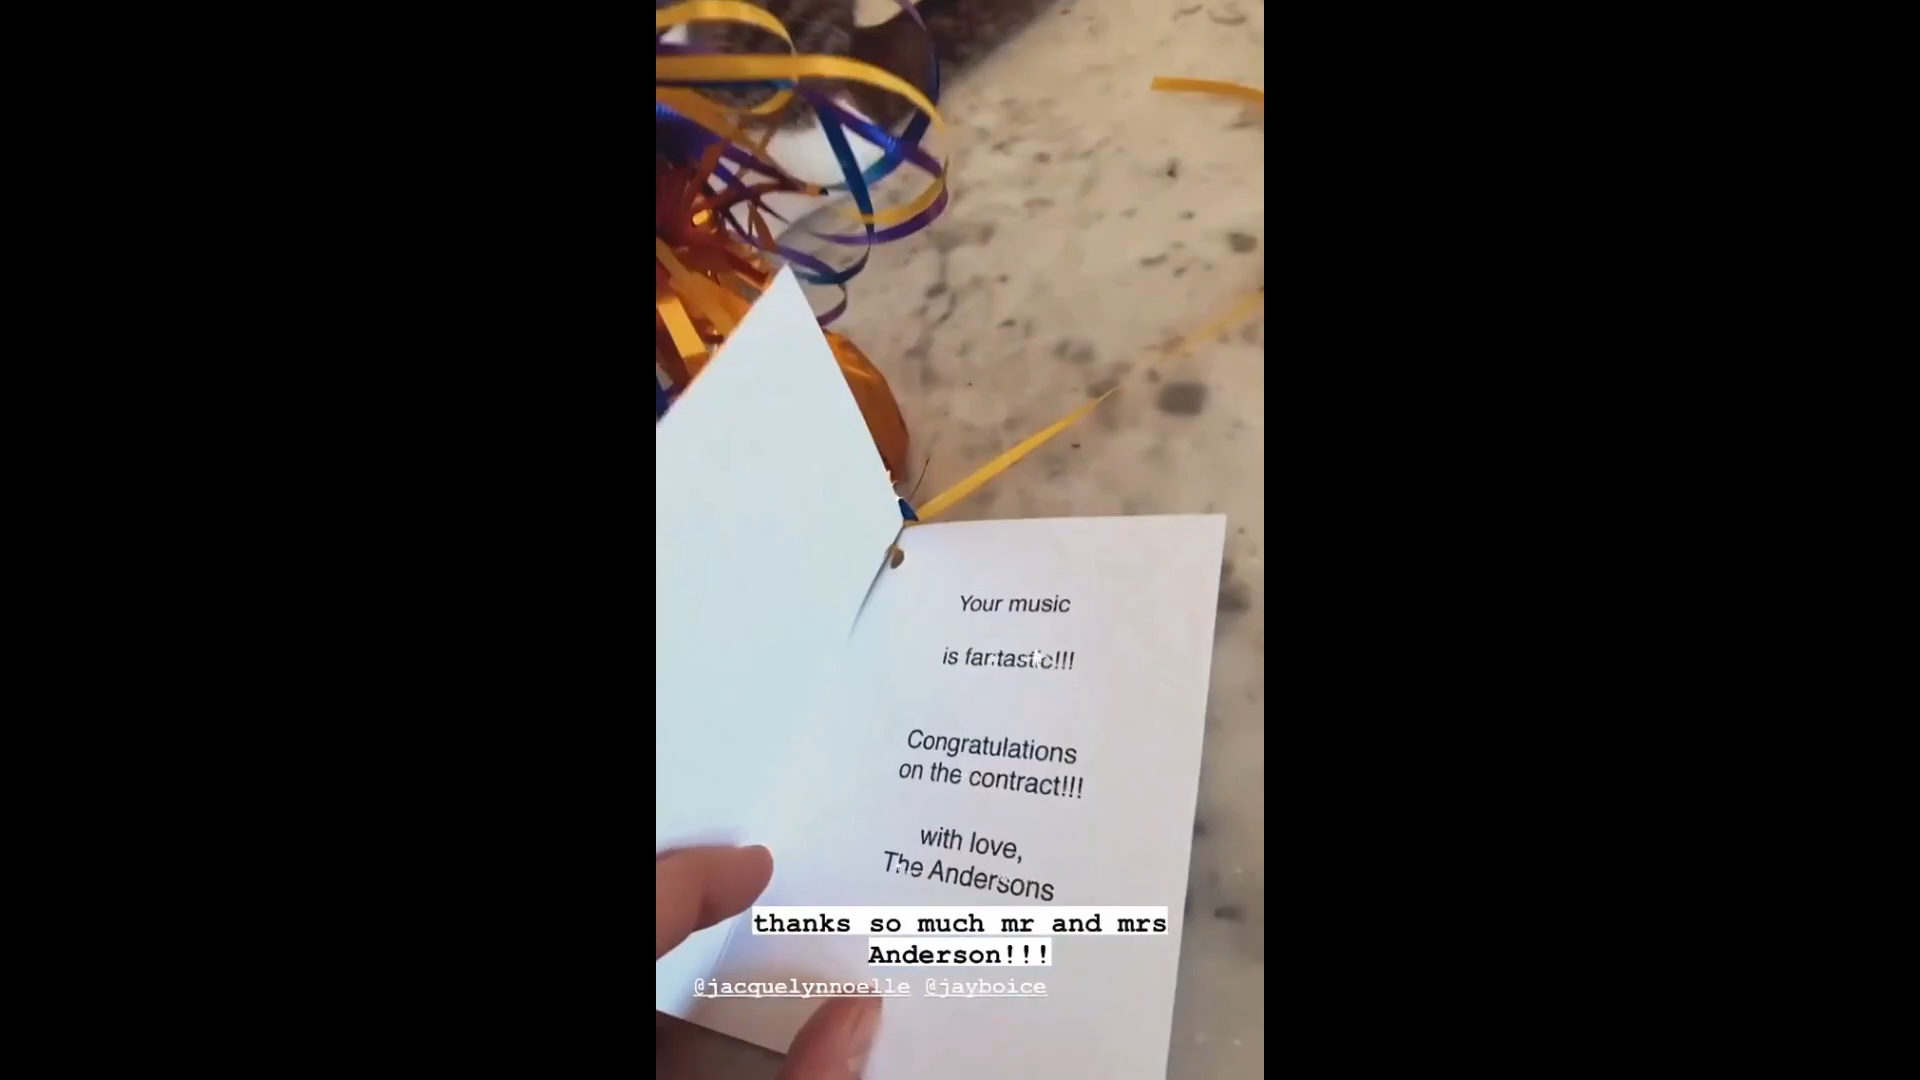 Your music
is fantastic!!!
Congratulations
on the contract!!!
with love,
The Andersons
thanks so much mr and mrs
Anderson!!!
@jacquelynnoelle @jayboice